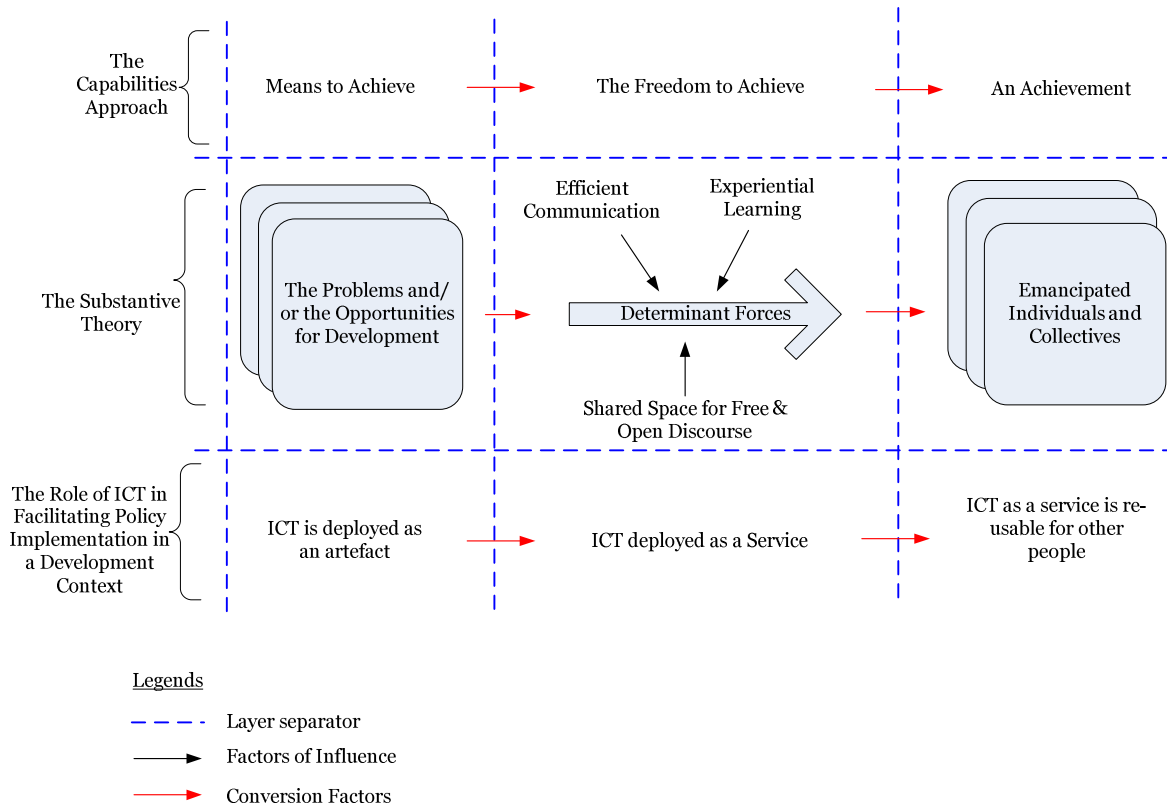 The
Capabilities
Approach
Means to Achieve
The Freedom to Achieve
An Achievement
The Substantive
Theory
The Problems and/
or the Opportunities
for Development
Efficient
Communication
Experiential
Learning
Determinant Forces
Shared Space for Free &
Open Discourse
Emancipated
Individuals and
Collectives
The Role of ICT in
Facilitating Policy
Implementation in
a Development
Context
ICT is deployed as
an artefact
ICT deployed as a Service
ICT as a service is re-
usable for other
people
Legends
Layer separator
Factors of Influence
Conversion Factors